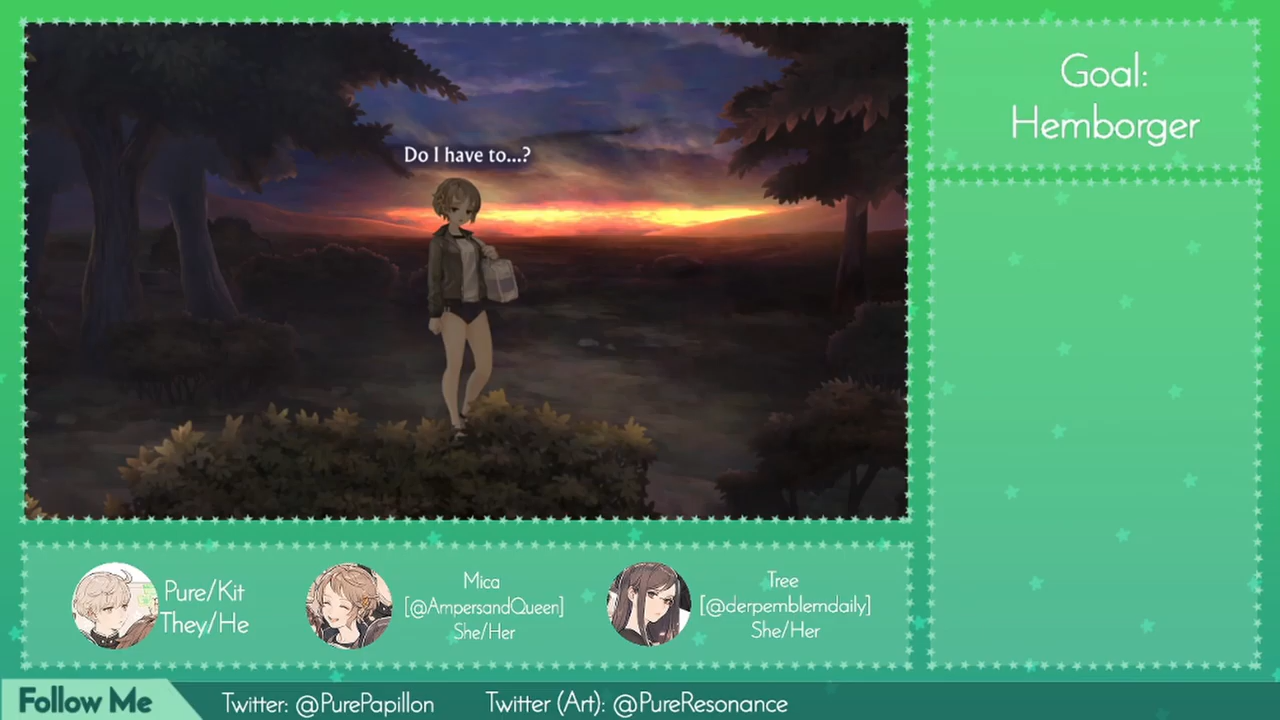 Do I have to...?
Goal:
Hemborger
Pure/Kit
They/He
Mica
[@AmpersandQueen]
She/Her
Tree
[@derpemblemdaily]
She/Her
Follow Me
Twitter: @PurePapillon
Twitter (Art): @PureResonance